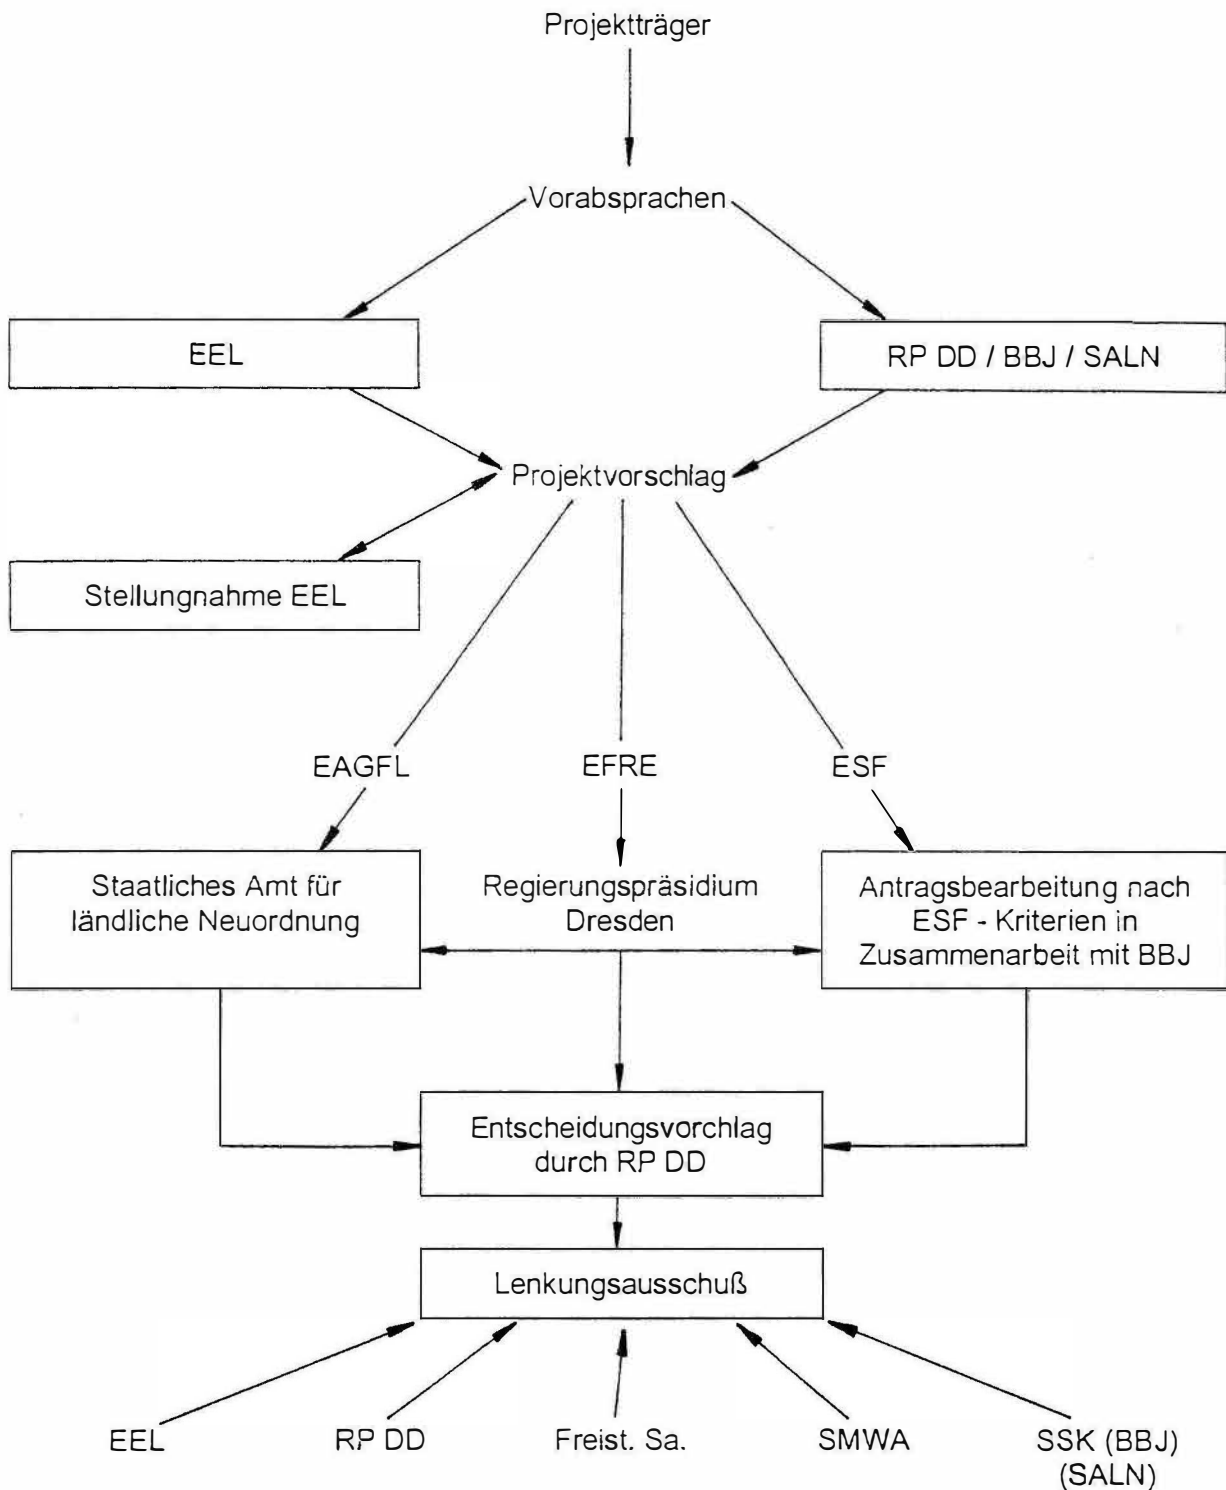 Projektträger
Vorabsprachen
EEL
RP DD / BBJ / SALN
Projektvorschlag
Stellungnahme EEL
EAGFL
EFRE
ESF
Staatliches Amt für
ländliche Neuordnung
Regierungspräsidium
Dresden
Antragsbearbeitung nach
ESF - Kriterien in
Zusammenarbeit mit BBJ
Entscheidungsvorchlag
durch RP DD
Lenkungsausschuß
EEL
RP DD
Freist. Sa.
SMWA
SSK (BBJ)
(SALN)